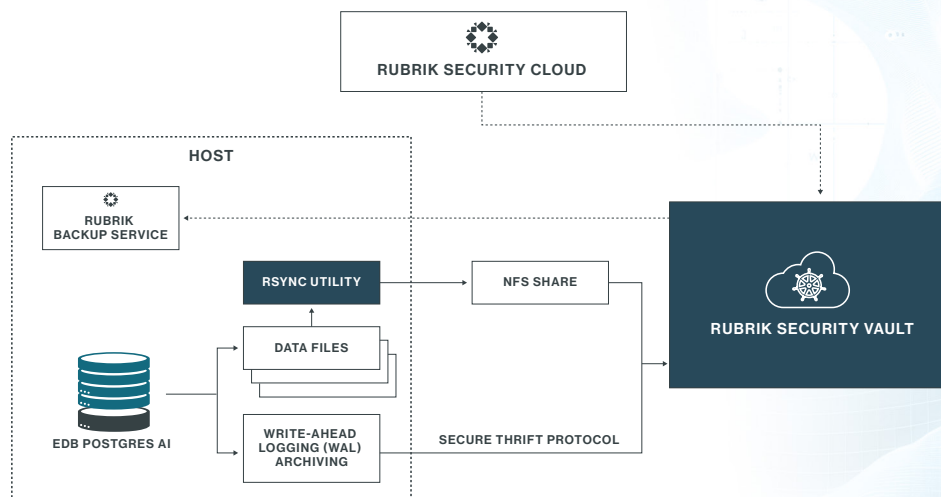 RUBRIK SECURITY CLOUD
HOST
RUBRIK
BACKUP SERVICE
RSYNC UTILITY
NFS SHARE
DATA FILES
RUBRIK SECURITY VAULT
EDB POSTGRES AI
WRITE-AHEAD
LOGGING (WAL)
ARCHIVING
SECURE THRIFT PROTOCOL